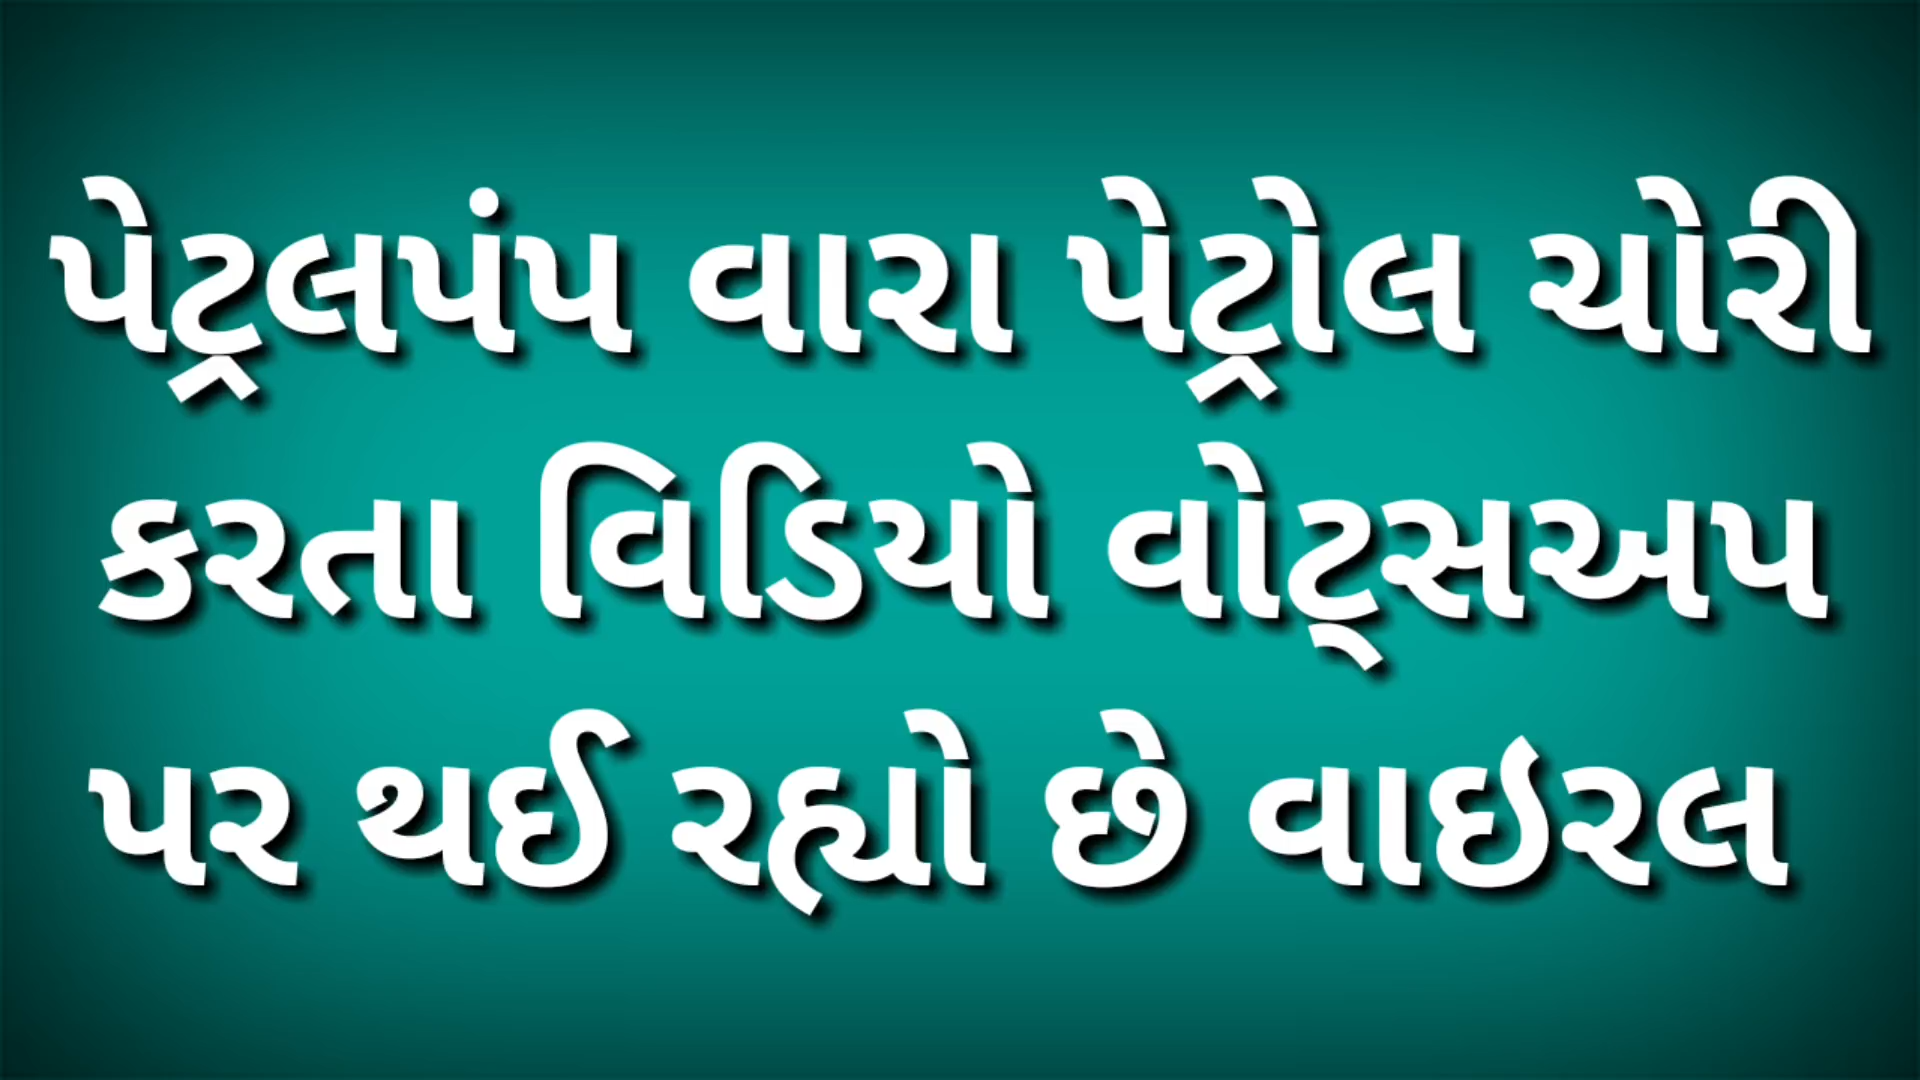 પેટ્રલપંપ વારા પેટ્રોલ ચોરી
કરતા વિડિયો વોટ્સઅપ
પર થઈ રહ્યો છે વાઇરલ